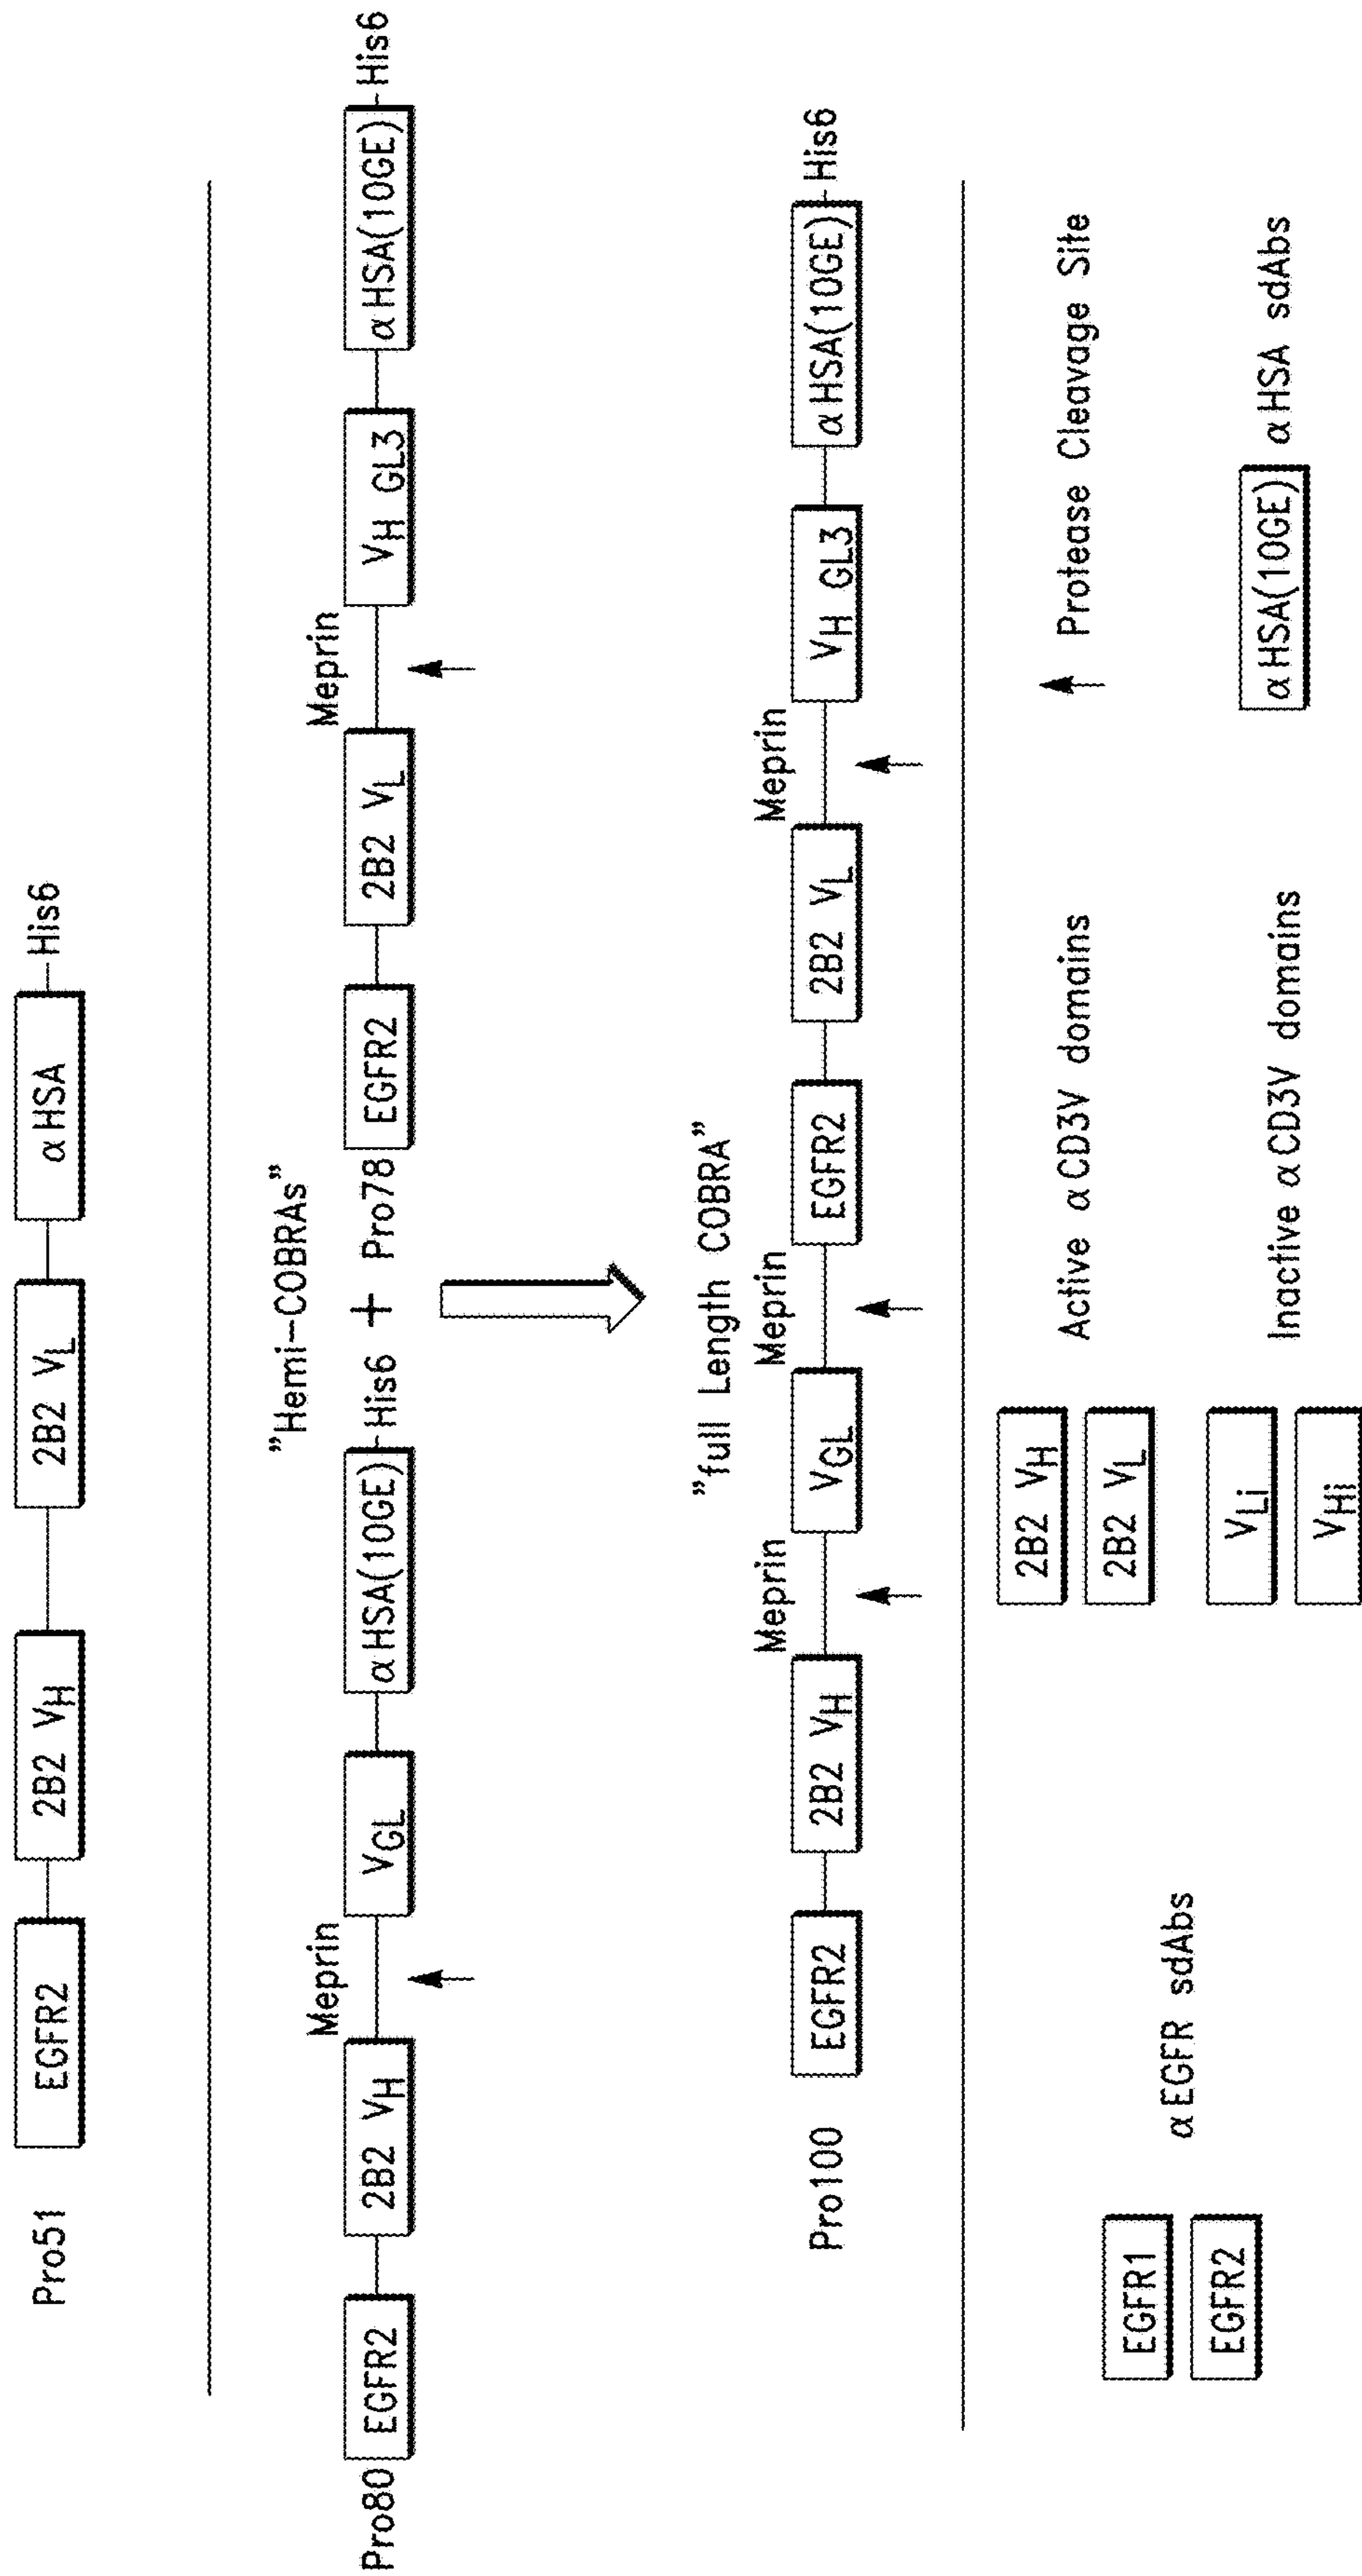 Pro51 EGFR2 2B2 VH 2B2 VL αHSA His6
"Hemi-COBRAs"
Meprin Meprin
Pro80 EGFR2 2B2 VH VGL αHSA(10GE) His6 + Pro78 EGFR2 2B2 VL VH GL3 αHSA(10GE) His6
"full Length COBRA"
Meprin Meprin Meprin
Pro100 EGFR2 2B2 VH VGL EGFR2 2B2 VL VH GL3 αHSA(10GE) His6
EGFR1
EGFR2
αEGFR sdAbs
2B2 VH
2B2 VL
Active αCD3V domains
VLi
VHi
Inactive αCD3V domains
Protease Cleavage Site
αHSA(10GE) αHSA sdAbs